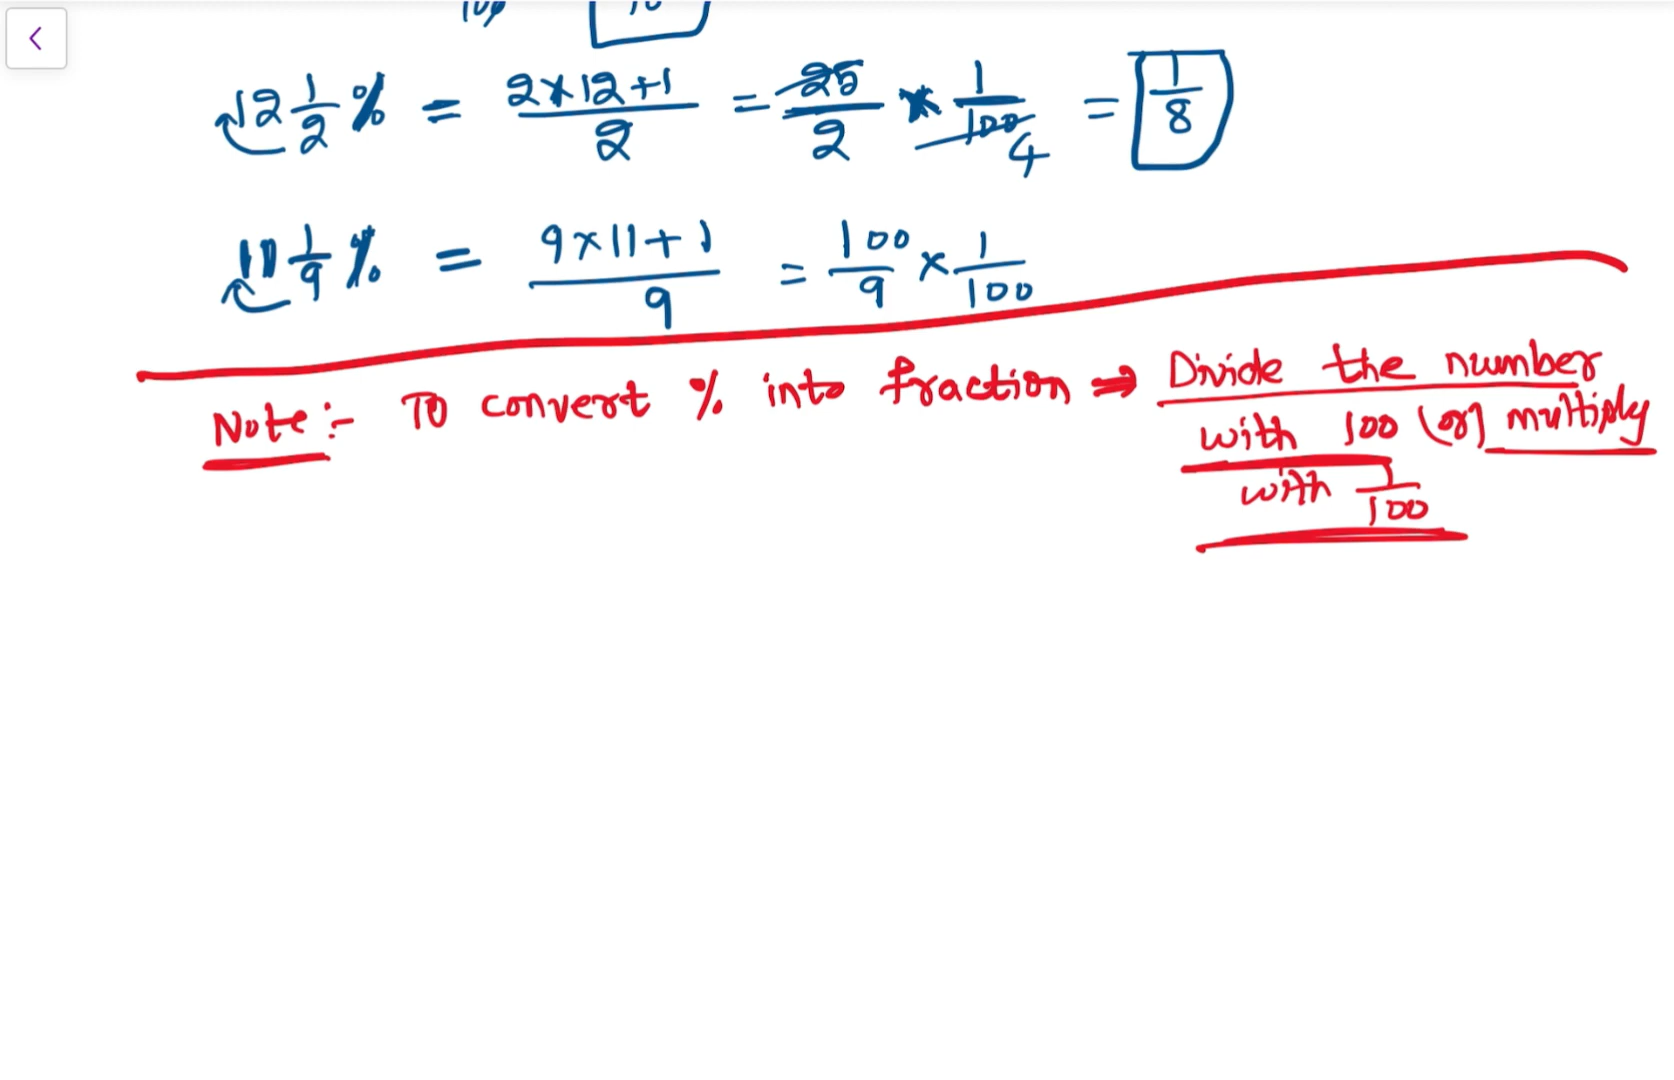 10
12 1/2 % = (2×12+1)/2 = 25/2 × 1/100 4 = 1/8
11 1/9 % = (9×11+1)/9 = 100/9 × 1/100
Note:- To convert % into fraction ⇒ Divide the number
with 100 (or) multiply
with 1/100